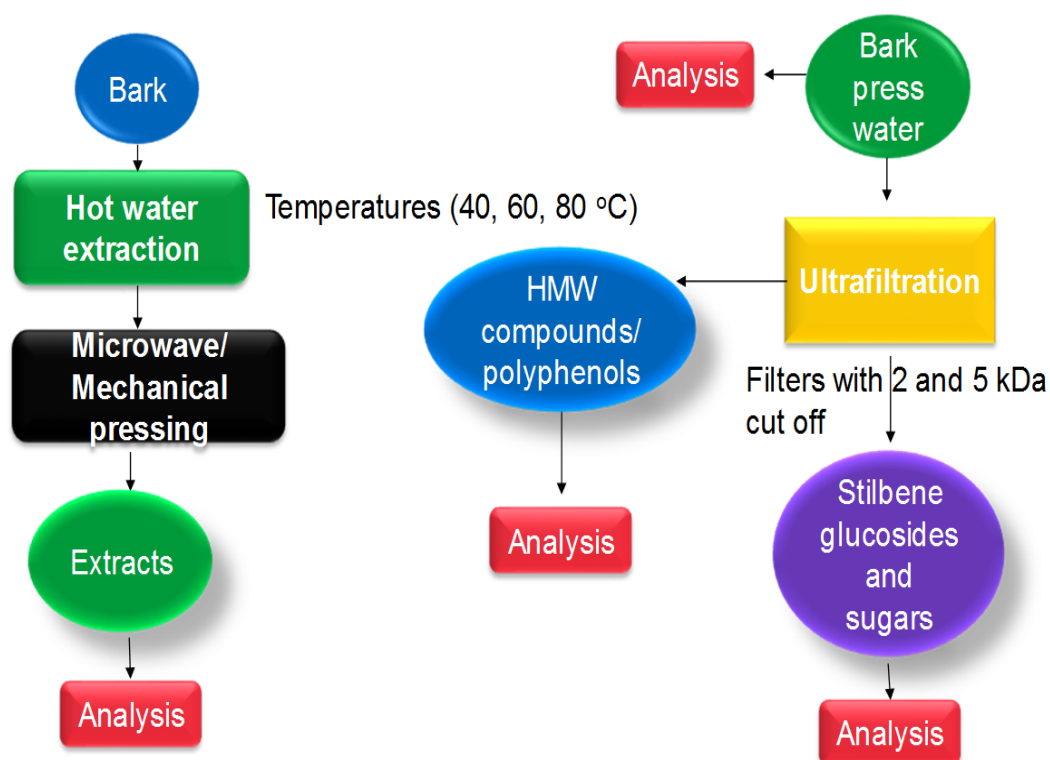 Bark
Hot water
extraction
Temperatures (40, 60, 80 °C)
Microwave/
Mechanical
pressing
Extracts
Analysis
Analysis
Bark
press
water
Ultrafiltration
HMW
compounds/
polyphenols
Analysis
Filters with 2 and 5 kDa
cut off
Stilbene
glucosides
and
sugars
Analysis